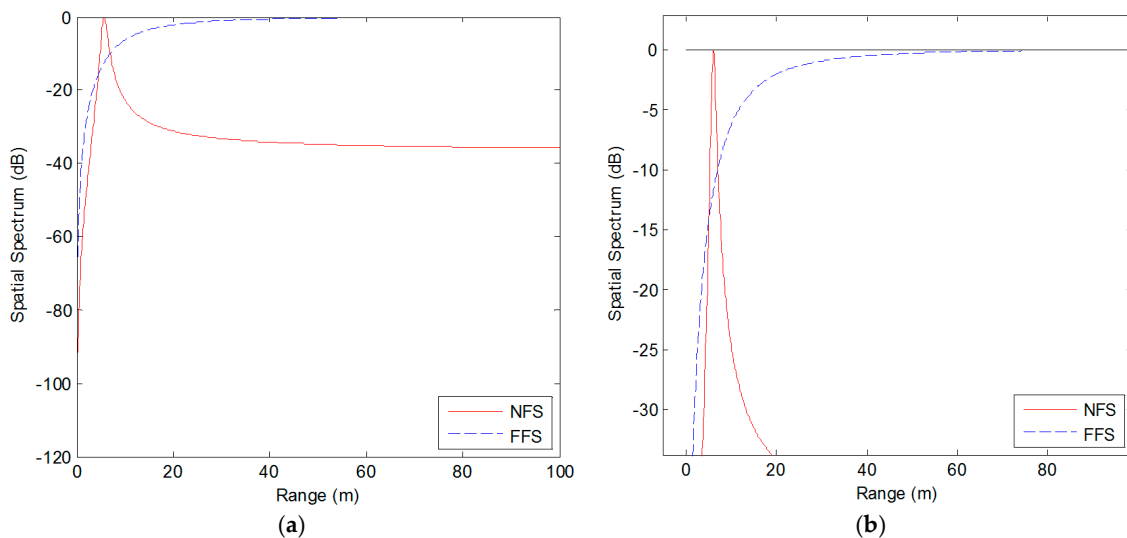 0
-20
-40
-60
-80
-100
-120
Spatial Spectrum (dB)
0 20 40 60 80 100
Range (m)
NFS
FFS
(a)
0
-5
-10
-15
-20
-25
-30
Spatial Spectrum (dB)
0 20 40 60 80
Range (m)
NFS
FFS
(b)